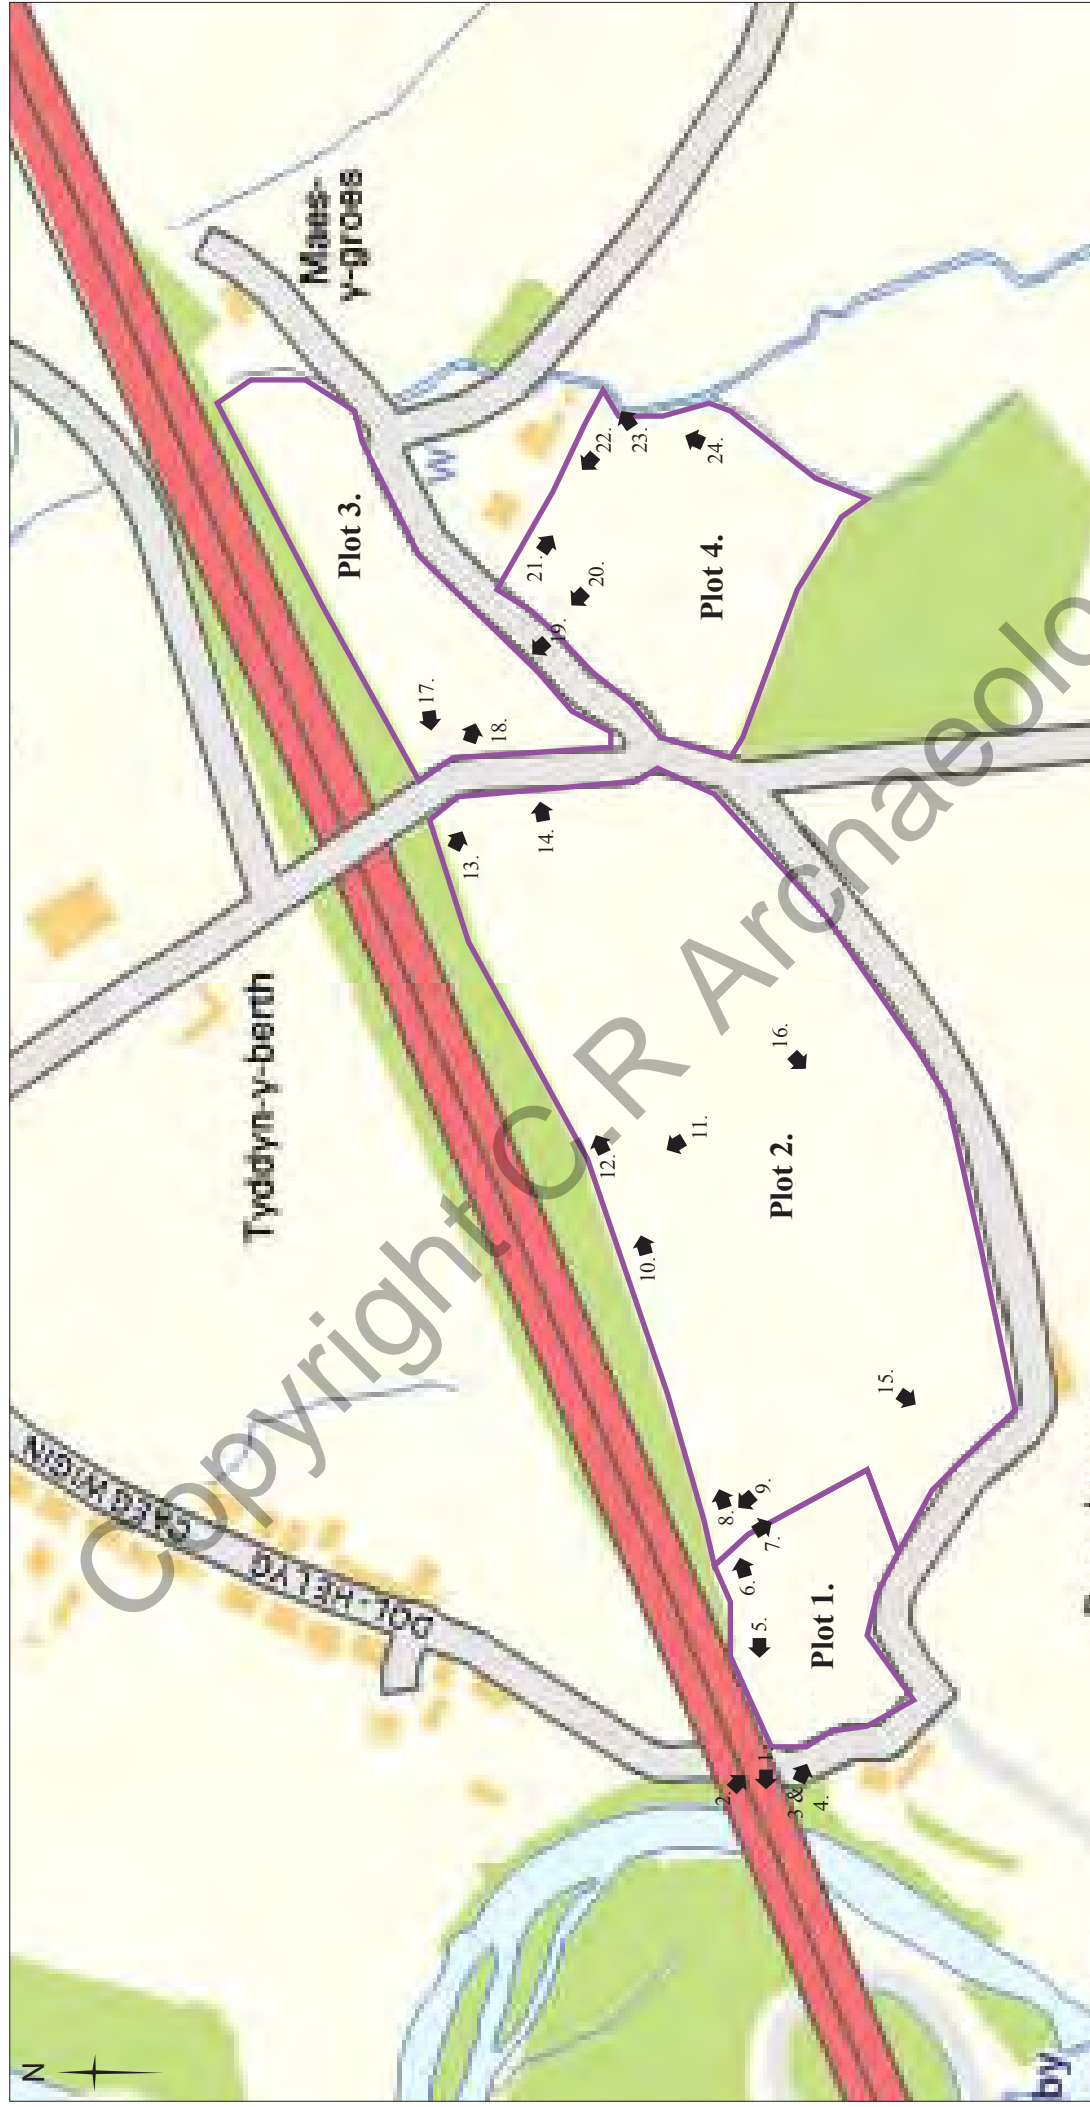 N
CAEGWIGIN
DOL-HELYG
Tyddyn-y-berth
Maes-
y-groes
W
Plot 1.
Plot 2.
Plot 3.
Plot 4.
1.
2.
3 &
4.
5.
6.
7.
8.
9.
10.
11.
12.
13.
14.
15.
16.
17.
18.
19.
20.
21.
22.
23.
24.
by
Copyright C.R Archaeolo